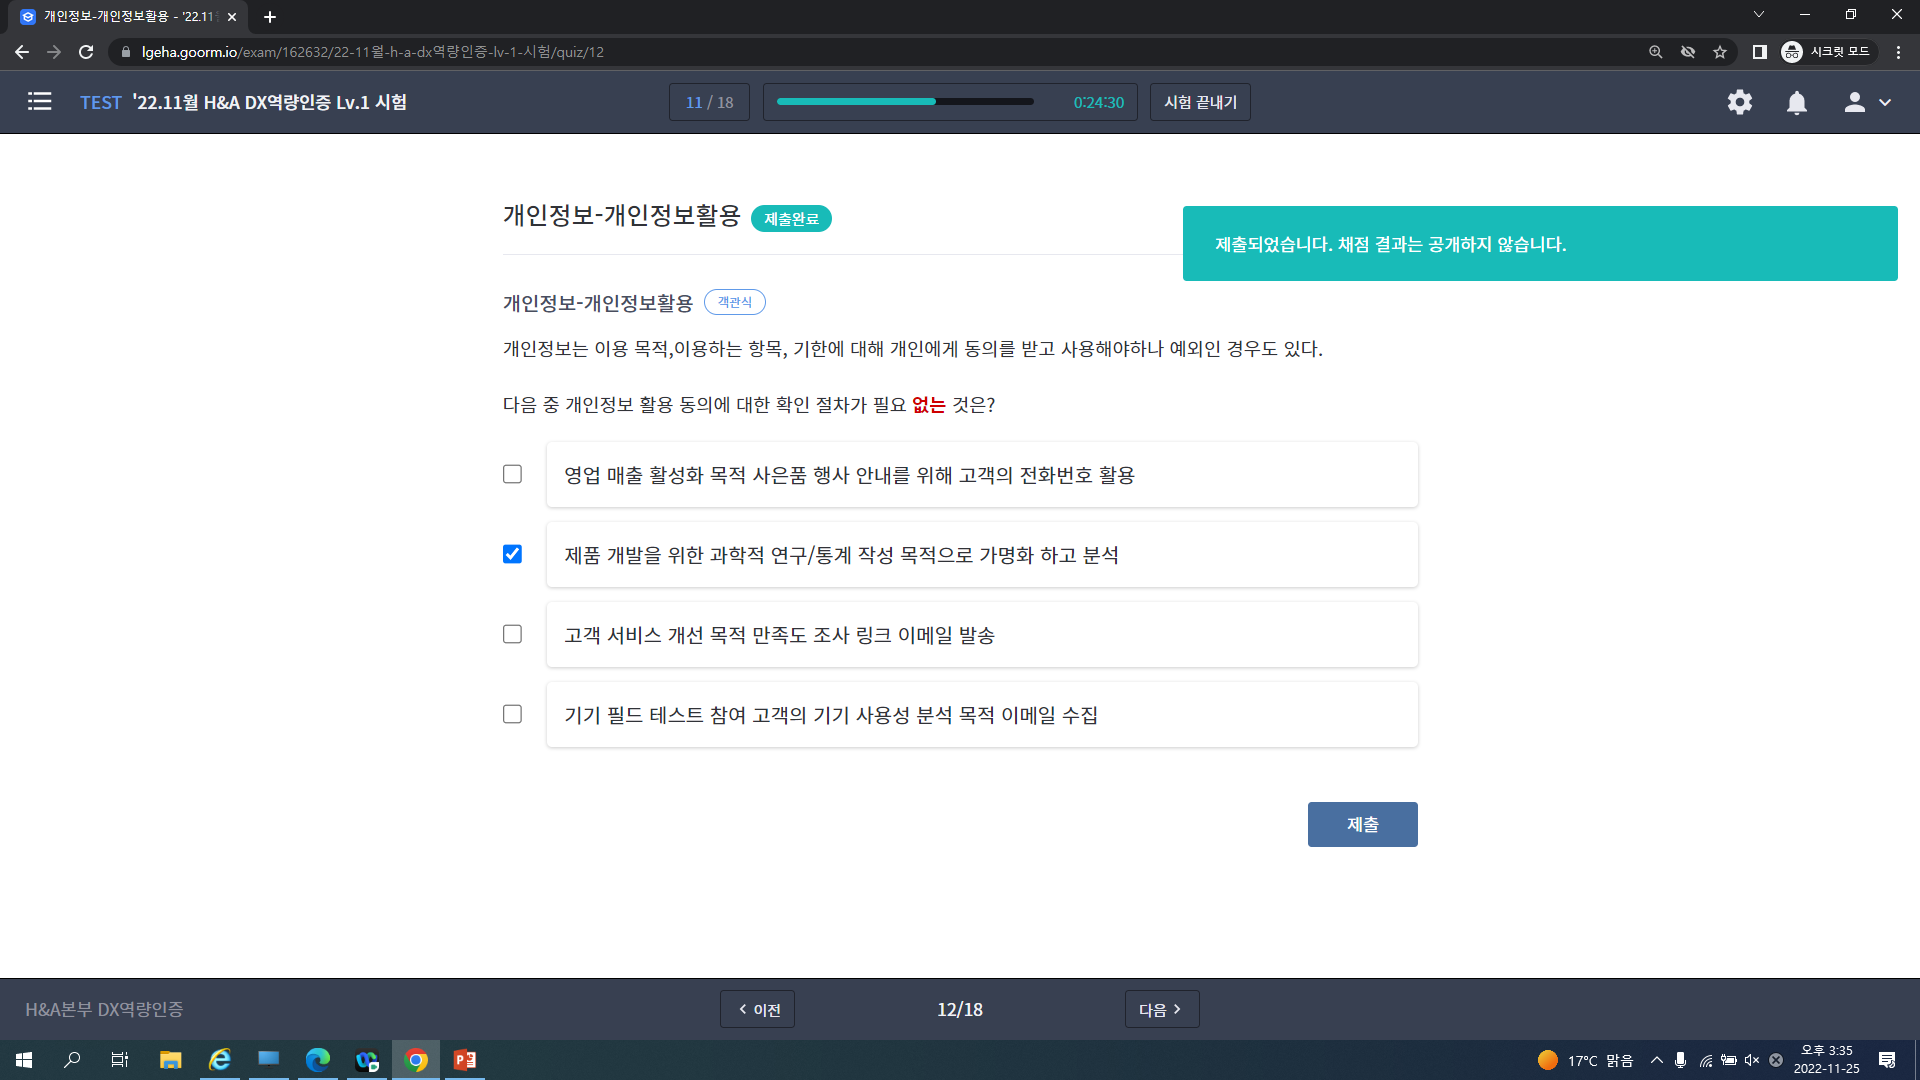 개인정보-개인정보활용 - '22.11
lgeha.goorm.io/exam/162632/22-11월-h-a-dx역량인증-lv-1-시험/quiz/12
시크릿 모드
TEST '22.11월 H&A DX역량인증 Lv.1 시험
11 / 18
0:24:30
시험 끝내기
개인정보-개인정보활용 제출완료
제출되었습니다. 채점 결과는 공개하지 않습니다.
개인정보-개인정보활용 객관식
개인정보는 이용 목적,이용하는 항목, 기한에 대해 개인에게 동의를 받고 사용해야하나 예외인 경우도 있다.
다음 중 개인정보 활용 동의에 대한 확인 절차가 필요 없는 것은?
영업 매출 활성화 목적 사은품 행사 안내를 위해 고객의 전화번호 활용
제품 개발을 위한 과학적 연구/통계 작성 목적으로 가명화 하고 분석
고객 서비스 개선 목적 만족도 조사 링크 이메일 발송
기기 필드 테스트 참여 고객의 기기 사용성 분석 목적 이메일 수집
제출
H&A본부 DX역량인증
이전
12/18
다음
17°C 맑음
오후 3:35
2022-11-25